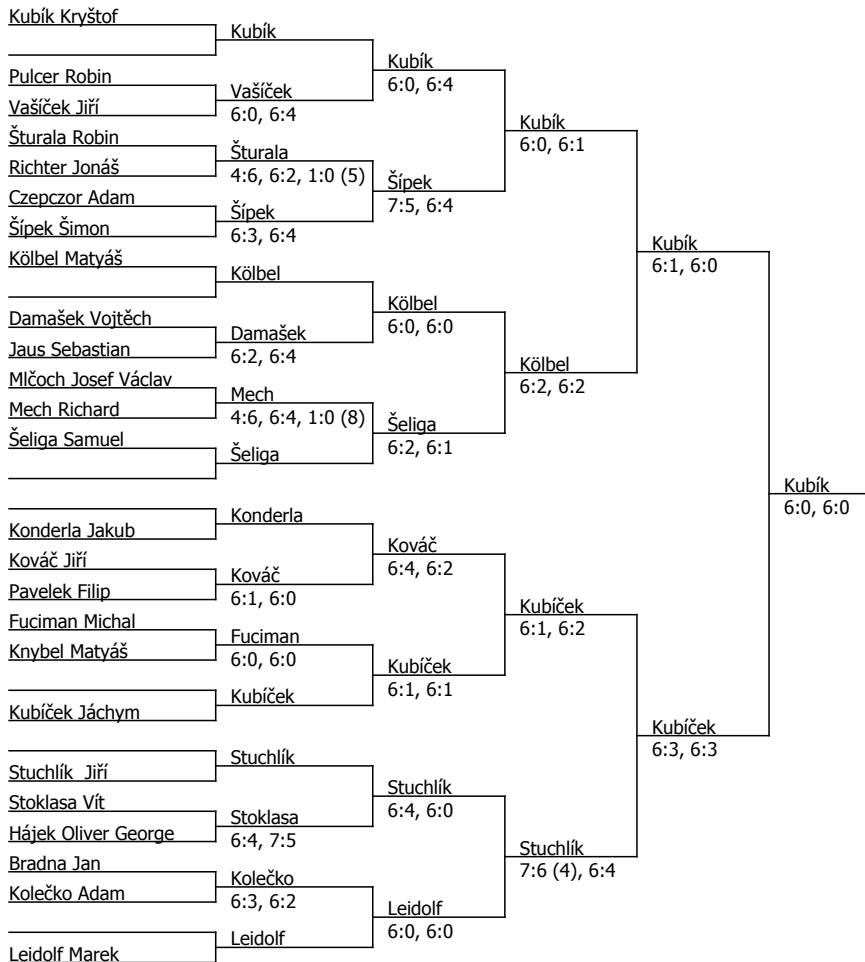 Kubík Kryštof
Pulcer Robin
Vašíček Jiří
Šturala Robin
Richter Jonáš
Czepczor Adam
Šípek Šimon
Kölbel Matyáš
Damašek Vojtěch
Jaus Sebastian
Mlčoch Josef Václav
Mech Richard
Šeliga Samuel
Konderla Jakub
Kováč Jiří
Pavelek Filip
Fuciman Michal
Knybel Matyáš
Kubíček Jáchym
Stuchlík  Jiří
Stoklasa Vít
Hájek Oliver George
Bradna Jan
Kolečko Adam
Leidolf Marek
Kubík
Vašíček
6:0, 6:4
Šturala
4:6, 6:2, 1:0 (5)
Šípek
6:3, 6:4
Kölbel
Damašek
6:2, 6:4
Mech
4:6, 6:4, 1:0 (8)
Šeliga
Konderla
Kováč
6:1, 6:0
Fuciman
6:0, 6:0
Kubíček
Stuchlík
Stoklasa
6:4, 7:5
Kolečko
6:3, 6:2
Leidolf
Kubík
6:0, 6:4
Šípek
7:5, 6:4
Kölbel
6:0, 6:0
Šeliga
6:2, 6:1
Kováč
6:4, 6:2
Kubíček
6:1, 6:1
Stuchlík
6:4, 6:0
Leidolf
6:0, 6:0
Kubík
6:0, 6:1
Kölbel
6:2, 6:2
Kubíček
6:1, 6:2
Stuchlík
7:6 (4), 6:4
Kubík
6:1, 6:0
Kubíček
6:3, 6:3
Kubík
6:0, 6:0